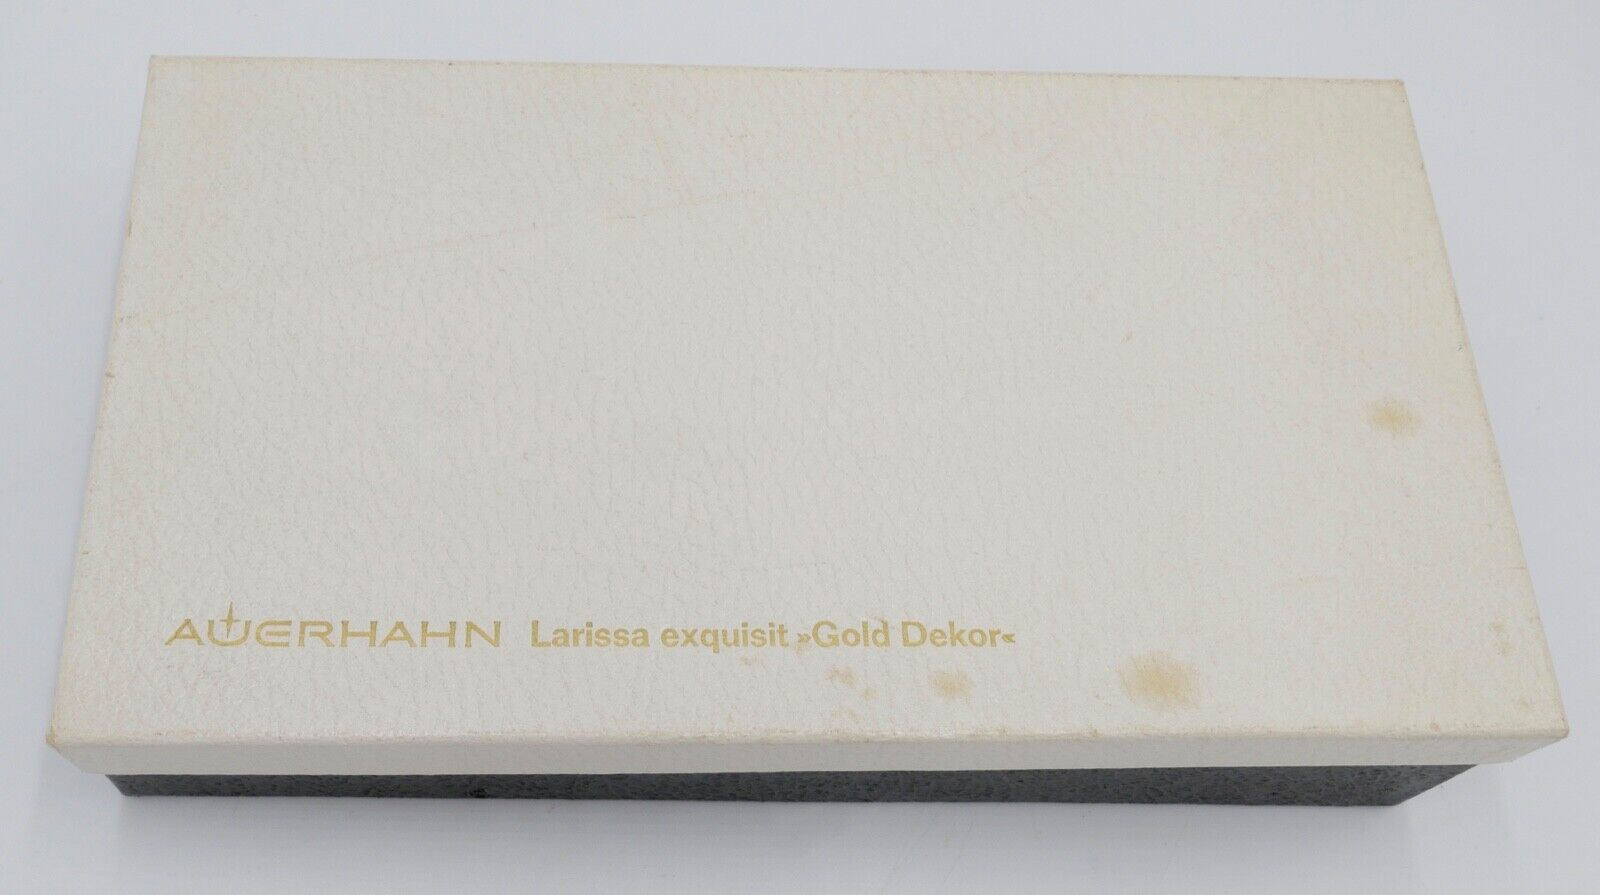 AUERHAHN Larissa exquisit »Gold Dekor«